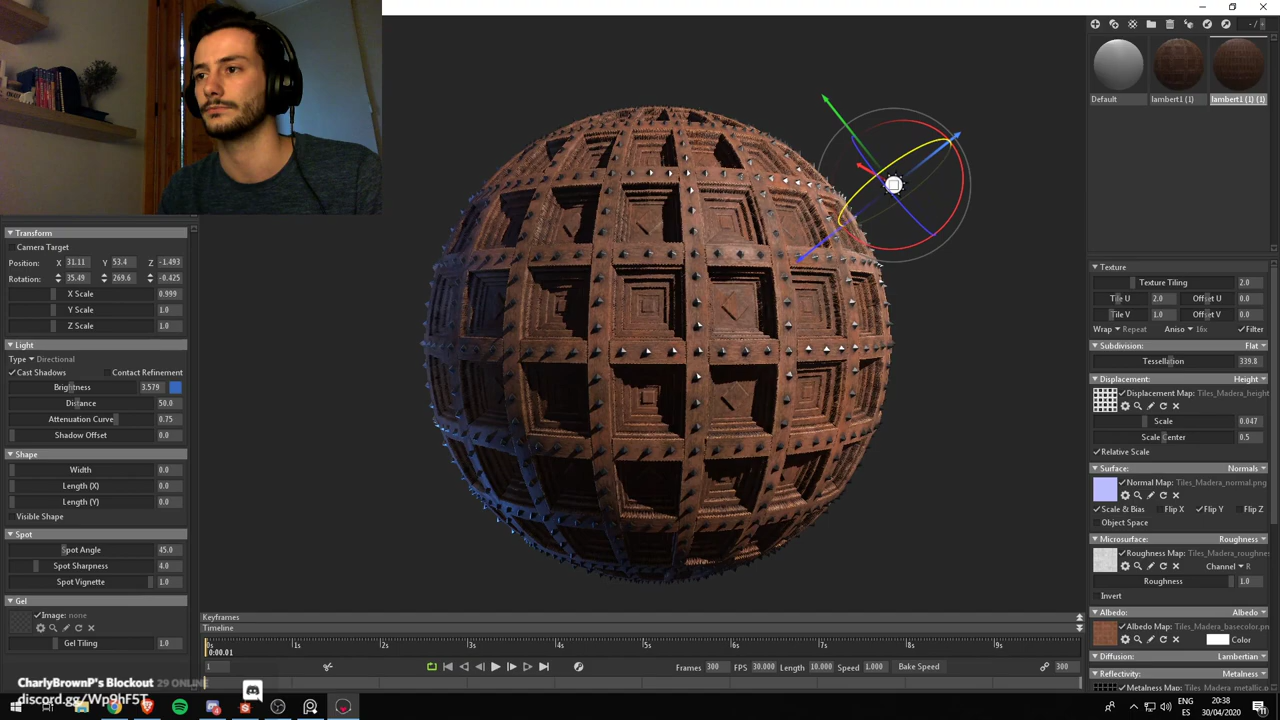 - /
Default
lambert1 (1)
lambert1 (1) (1)
Transform
Camera Target
Position: X 31.11 Y 53.4 Z -1.493
Rotation: 35.49 269.6 -0.425
X Scale 0.999
Y Scale 1.0
Z Scale 1.0
Light
Type Directional
Cast Shadows Contact Refinement
Brightness 3.579
Distance 50.0
Attenuation Curve 0.75
Shadow Offset 0.0
Shape
Width 0.0
Length (X) 0.0
Length (Y) 0.0
Visible Shape
Spot
Spot Angle 45.0
Spot Sharpness 4.0
Spot Vignette 1.0
Gel
Image: none
Gel Tiling 1.0
Texture
Texture Tiling 2.0
Tile U 2.0 Offset U 0.0
Tile V 1.0 Offset V 0.0
Wrap Repeat Aniso 16x Filter
Subdivision: Flat
Tessellation 339.8
Displacement: Height
Displacement Map: Tiles_Madera_height
Scale 0.047
Scale Center 0.5
Relative Scale
Surface: Normals
Normal Map: Tiles_Madera_normal.png
Scale & Bias Flip X Flip Y Flip Z
Object Space
Microsurface: Roughness
Roughness Map: Tiles_Madera_roughnes
Channel R
Roughness 1.0
Invert
Albedo: Albedo
Albedo Map: Tiles_Madera_basecolor.pn
Color
Diffusion: Lambertian
Reflectivity: Metalness
Metalness Map: Tiles_Madera_metallic.p
Keyframes
Timeline
0s 1s 2s 3s 4s 5s 6s 7s 8s 9s
0:00.01
1 Frames 300 FPS 30.000 Length 10.000 Speed 1.000 Bake Speed 300
CharlyBrownP's Blockout 29 ONLINE
discord.gg/Wp9hF5T
ENG
ES
20:38
30/04/2020